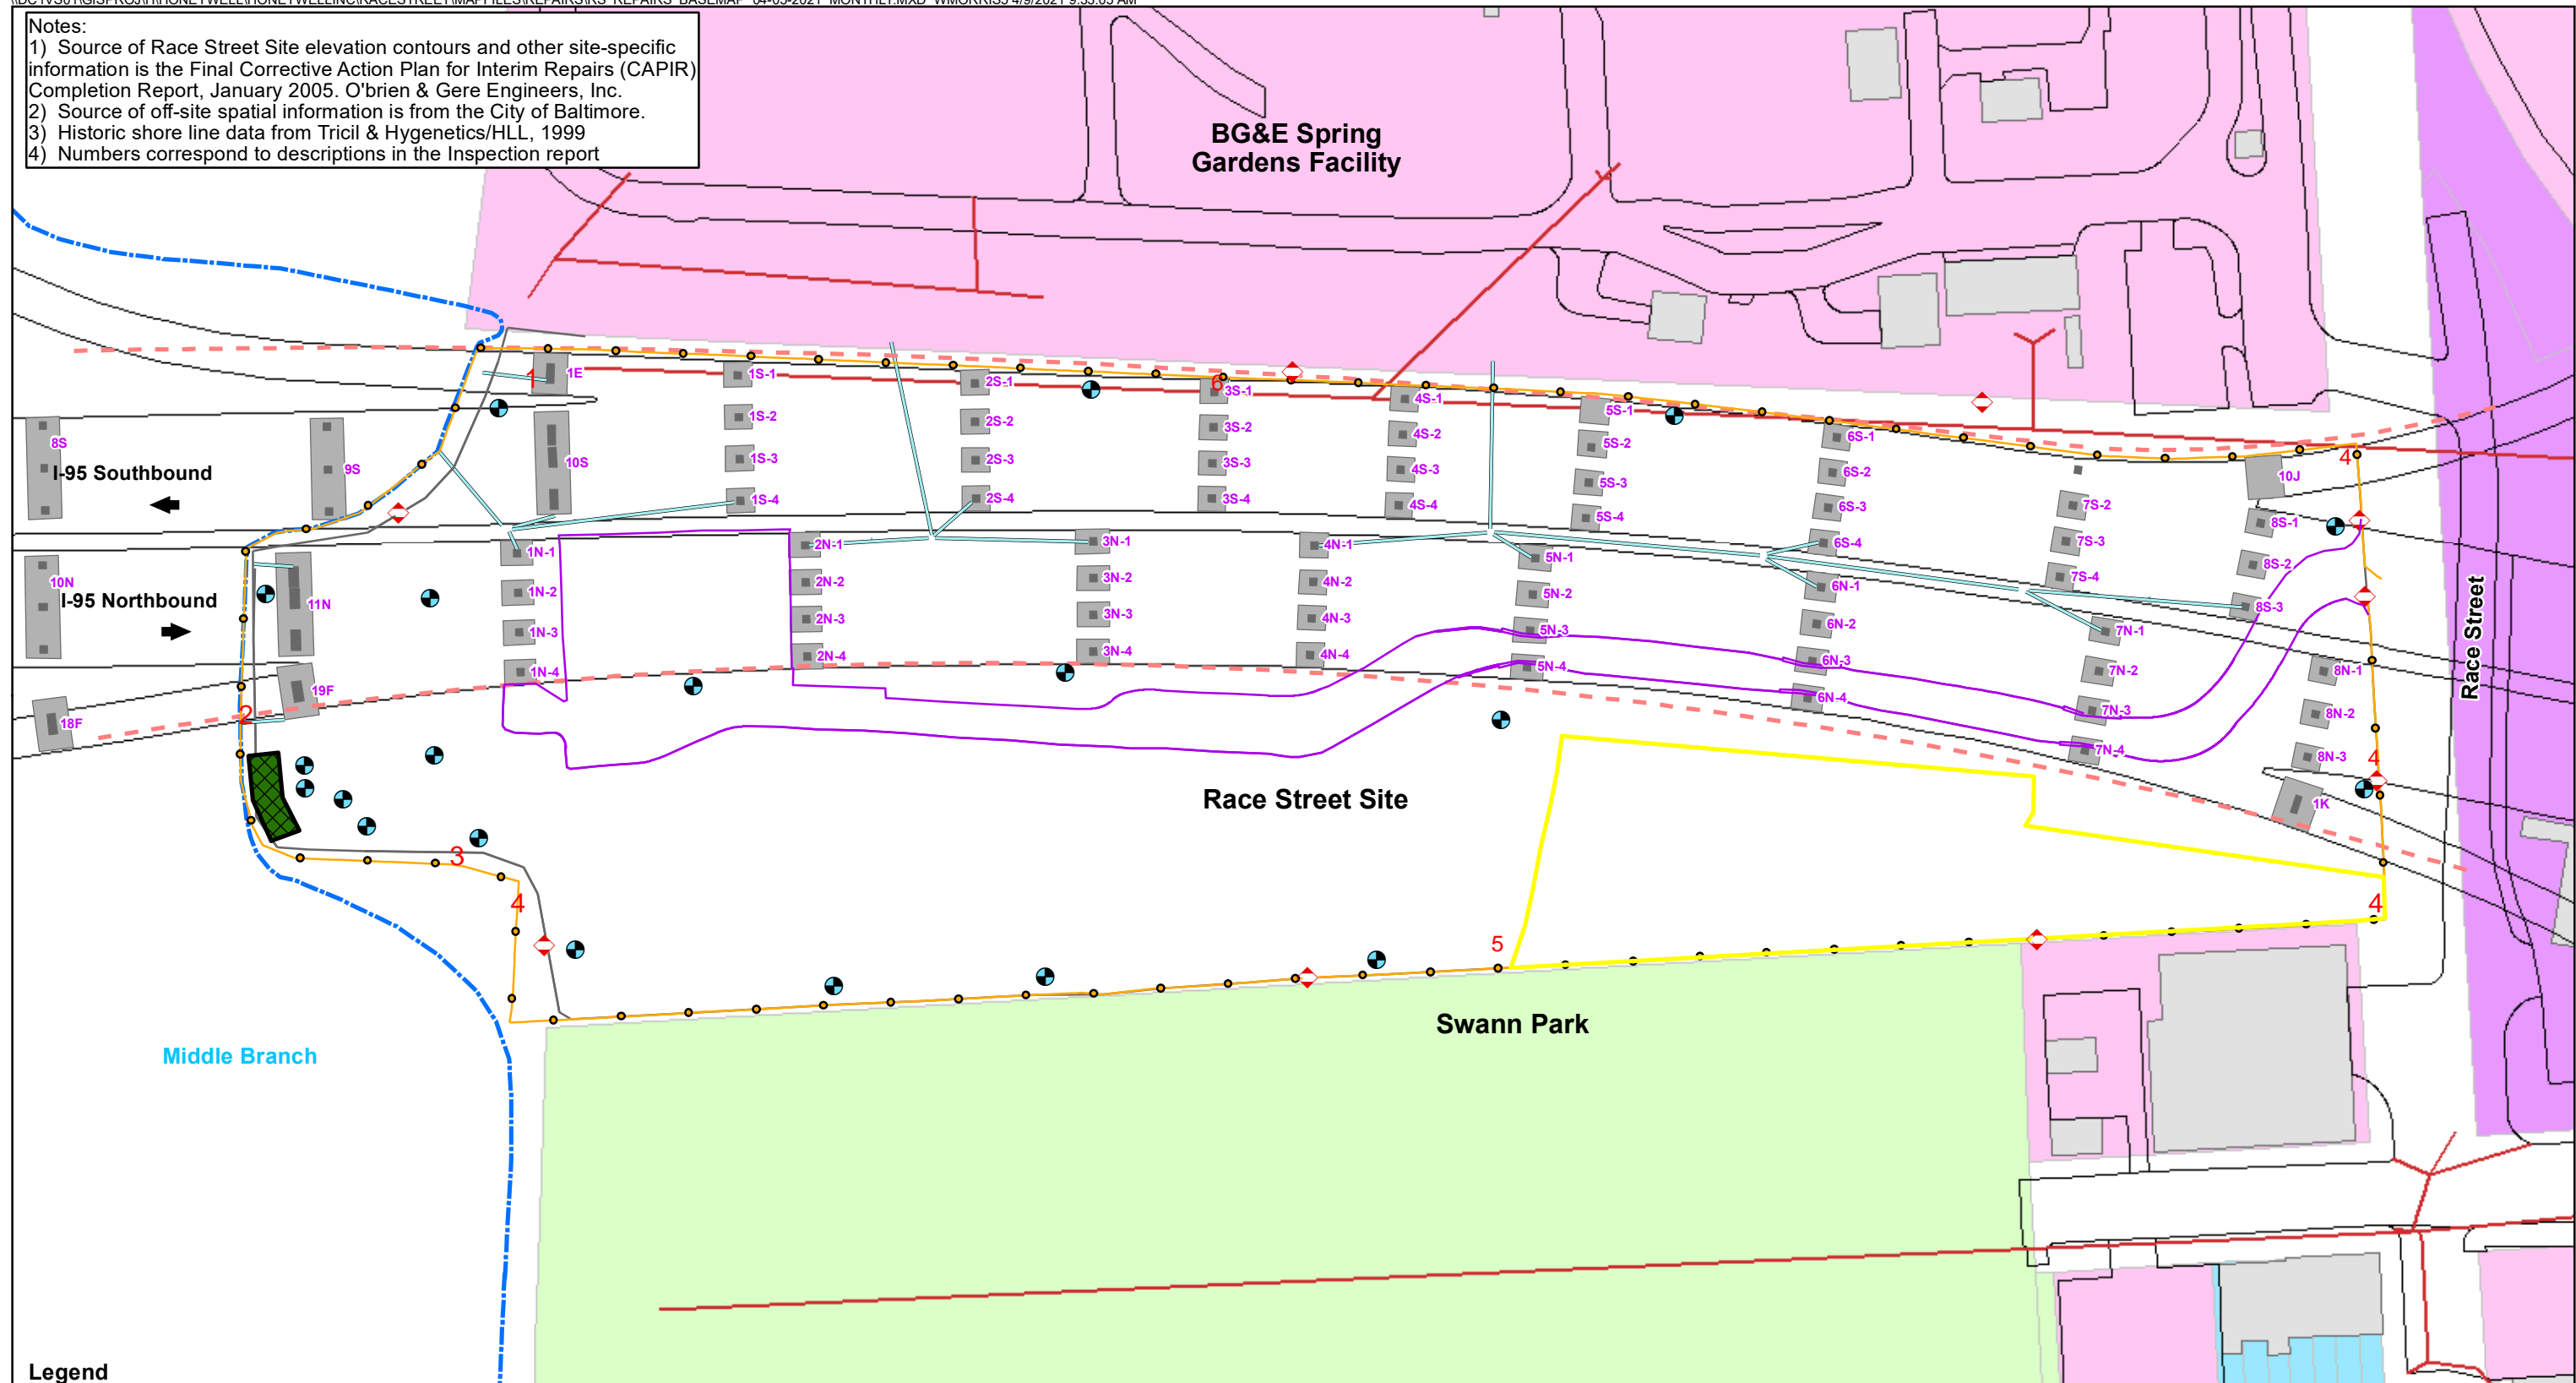 Notes:
1) Source of Race Street Site elevation contours and other site-specific
information is the Final Corrective Action Plan for Interim Repairs (CAPIR)
Completion Report, January 2005. O'brien & Gere Engineers, Inc.
2) Source of off-site spatial information is from the City of Baltimore.
3) Historic shore line data from Tricil & Hygenetics/HLL, 1999
4) Numbers correspond to descriptions in the Inspection report
BG&E Spring
Gardens Facility
1
1E
1S-1
2S-1
6
3S-1
4S-1
5S-1
6S-1
4
1S-2
2S-2
3S-2
4S-2
5S-2
6S-2
7S-2
10J
8S
9S
10S
1S-3
2S-3
3S-3
4S-3
5S-3
6S-3
7S-3
8S-1
I-95 Southbound
1S-4
2S-4
3S-4
4S-4
5S-4
6S-4
7S-4
8S-2
8S-3
1N-1
2N-1
3N-1
4N-1
5N-1
6N-1
7N-1
8N-1
10N
I-95 Northbound
11N
1N-2
2N-2
3N-2
4N-2
5N-2
6N-2
7N-2
8N-2
1N-3
2N-3
3N-3
4N-3
5N-3
6N-3
7N-3
8N-3
1N-4
2N-4
3N-4
4N-4
5N-4
6N-4
7N-4
Race Street
19F
18F
2
4
1K
Race Street Site
3
4
4
5
Swann Park
Middle Branch
Legend